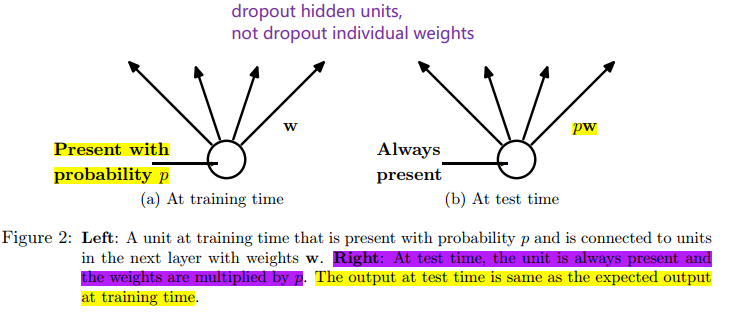 dropout hidden units,
not dropout individual weights
w
Present with
probability p
(a) At training time
pw
Always
present
(b) At test time
Figure 2: Left: A unit at training time that is present with probability p and is connected to units
in the next layer with weights w. Right: At test time, the unit is always present and
the weights are multiplied by p. The output at test time is same as the expected output
at training time.